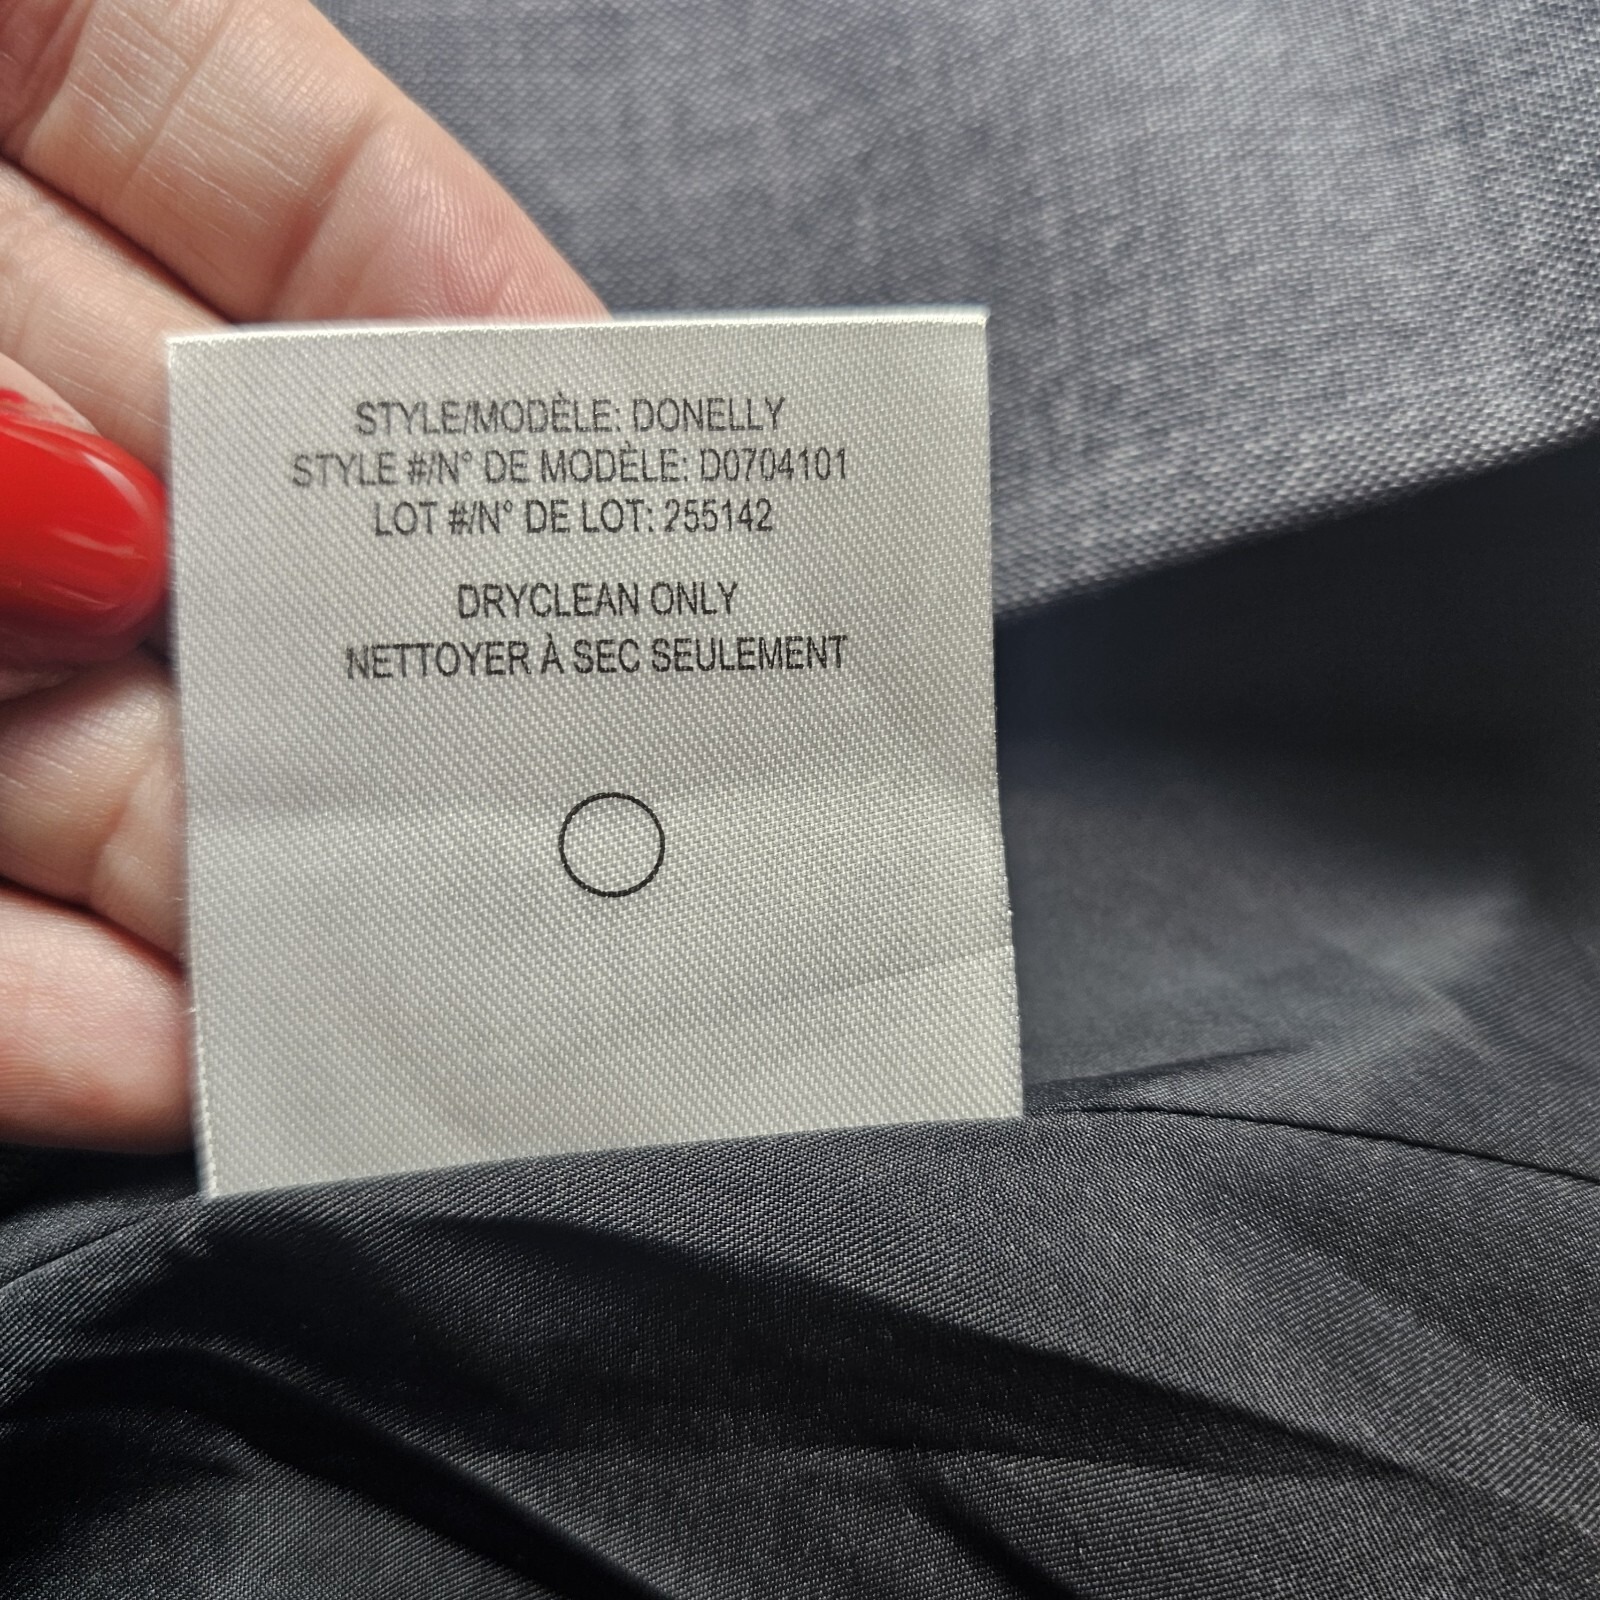 STYLE/MODÈLE: DONELLY
STYLE #/N° DE MODÈLE: D0704101
LOT #/N° DE LOT: 255142
DRYCLEAN ONLY
NETTOYER À SEC SEULEMENT